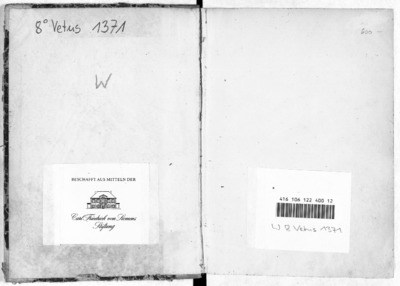 8° Vetus 1371
W
BESCHAFFT AUS MITTELN DER
Carl Friedrich von Siemens
Stiftung
416 106 122 400 12
W 8 Vetus 1371